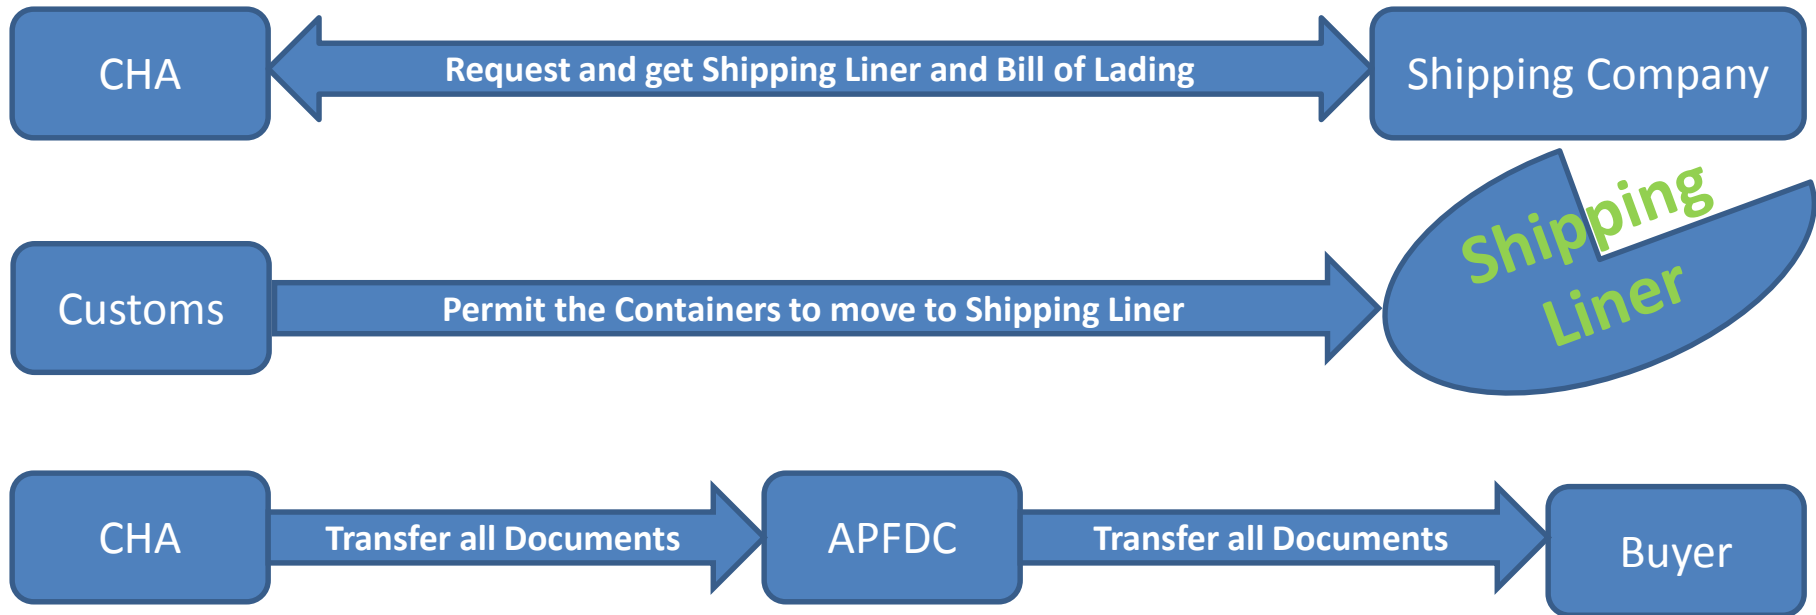 CHA
Request and get Shipping Liner and Bill of Lading
Shipping Company
Customs
Permit the Containers to move to Shipping Liner
Shipping
Liner
CHA
Transfer all Documents
APFDC
Transfer all Documents
Buyer